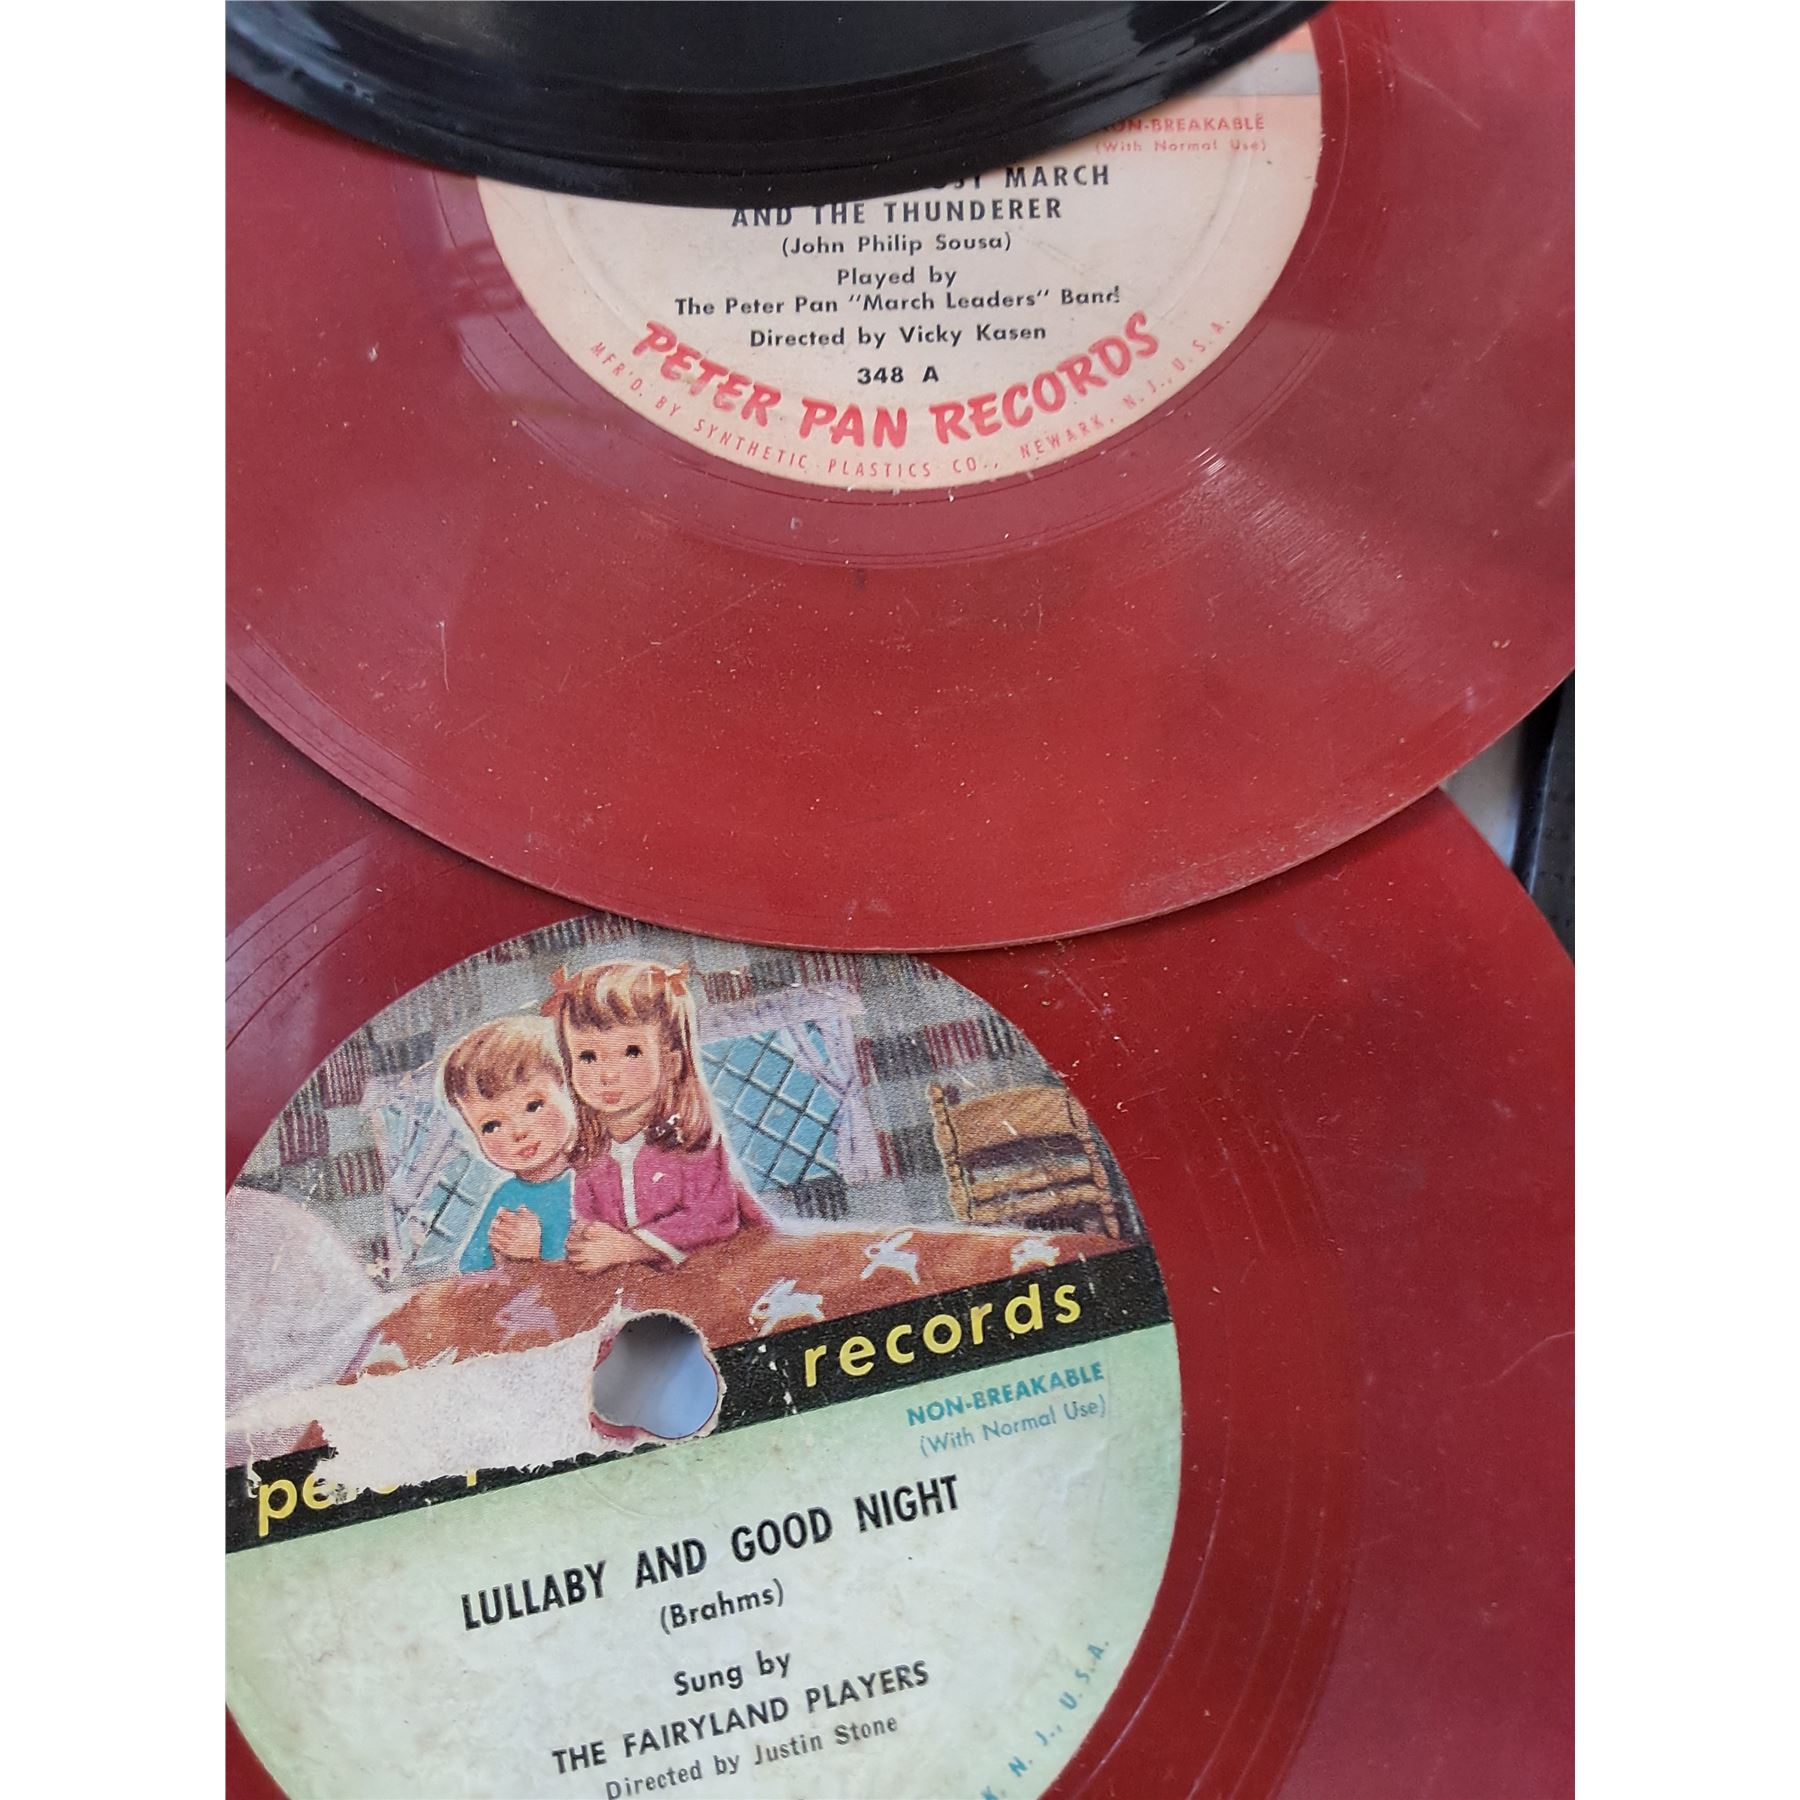 NON-BREAKABLE
(With Normal Use)
MARCH
AND THE THUNDERER
(John Philip Sousa)
Played by
The Peter Pan "March Leaders" Band
Directed by Vicky Kasen
348 A
PETER PAN RECORDS
MFR'D. BY SYNTHETIC PLASTICS CO., NEWARK, N. J., U. S. A.
records
NON-BREAKABLE
(With Normal Use)
LULLABY AND GOOD NIGHT
(Brahms)
Sung by
THE FAIRYLAND PLAYERS
Directed by Justin Stone
N. J., U. S. A.